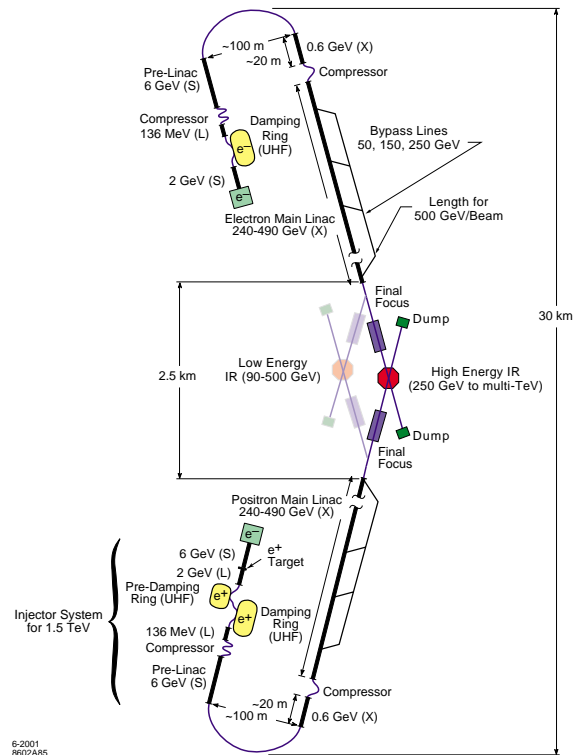 ~100 m
0.6 GeV (X)
~20 m
Compressor
Pre-Linac
6 GeV (S)
Compressor
136 MeV (L)
Damping
Ring
(UHF)
e–
Bypass Lines
50, 150, 250 GeV
2 GeV (S)
e–
Length for
500 GeV/Beam
Electron Main Linac
240-490 GeV (X)
Final
Focus
Dump
30 km
Low Energy
IR (90-500 GeV)
2.5 km
High Energy IR
(250 GeV to multi-TeV)
Dump
Final
Focus
Positron Main Linac
240-490 GeV (X)
e–
6 GeV (S)
e+
Target
2 GeV (L)
Pre-Damping
Ring (UHF)
e+
e+
Damping
Ring
(UHF)
Injector System
for 1.5 TeV
136 MeV (L)
Compressor
Pre-Linac
6 GeV (S)
Compressor
~20 m
~100 m
0.6 GeV (X)
6-2001
8602A85